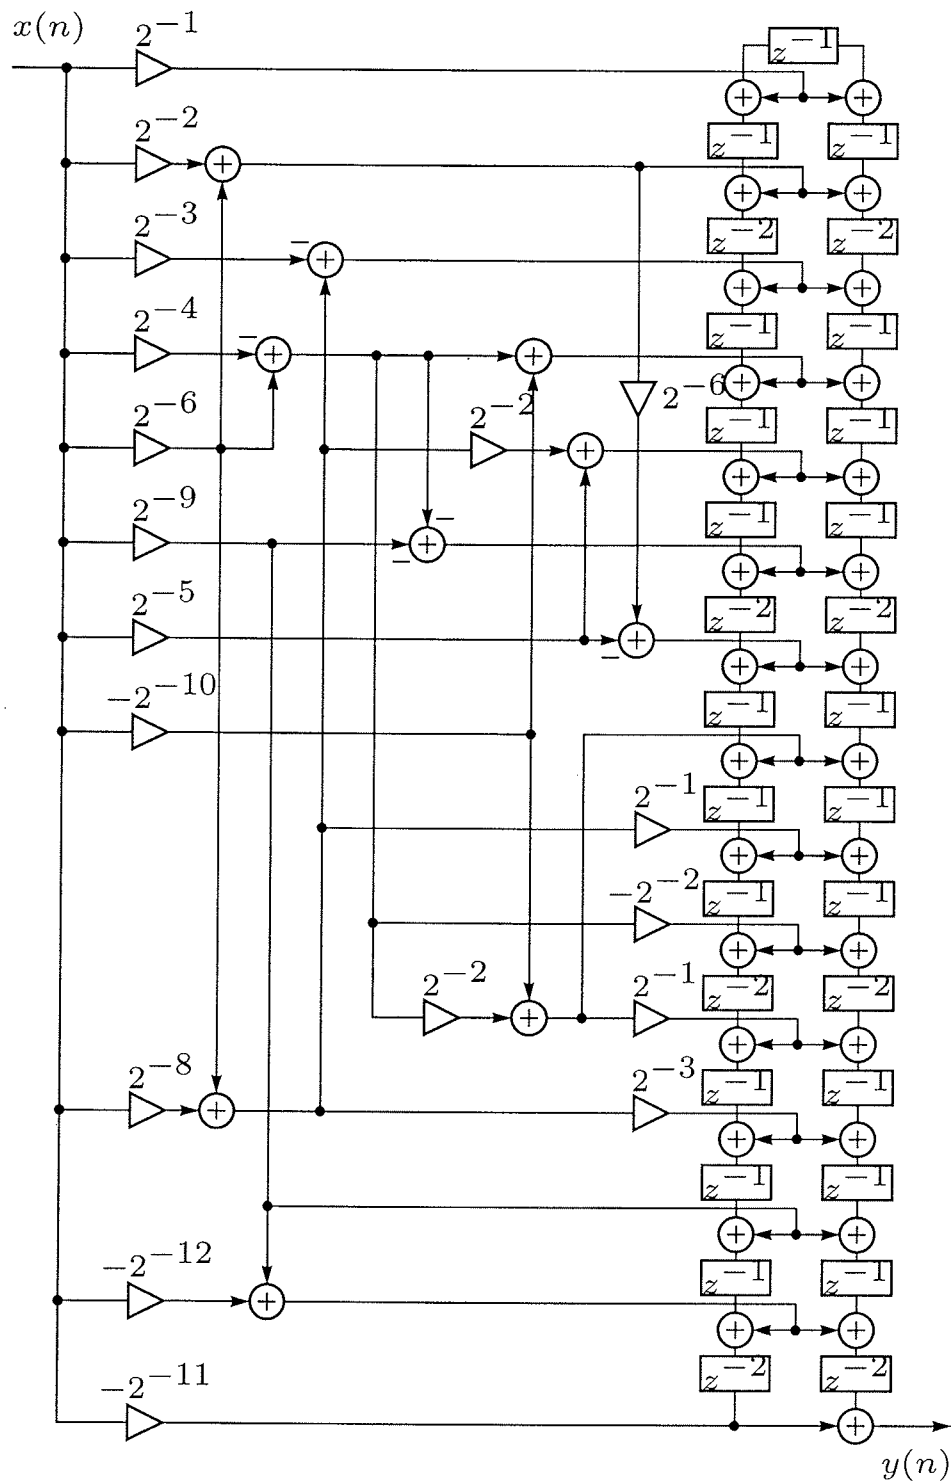 x(n)
2^{-1}
z^{-1}
2^{-2}
z^{-1} z^{-1}
2^{-3}
z^{-2} z^{-2}
2^{-4}
z^{-1} z^{-1}
2^{-6}
2^{-2}
2^{-6}
z^{-1} z^{-1}
2^{-9}
z^{-1} z^{-1}
2^{-5}
z^{-2} z^{-2}
-2^{-10}
z^{-1} z^{-1}
2^{-1}
z^{-1} z^{-1}
-2^{-2}
z^{-1} z^{-1}
2^{-2}
2^{-1}
z^{-2} z^{-2}
2^{-8}
2^{-3}
z^{-1} z^{-1}
z^{-1} z^{-1}
-2^{-12}
z^{-1} z^{-1}
-2^{-11}
z^{-2} z^{-2}
y(n)